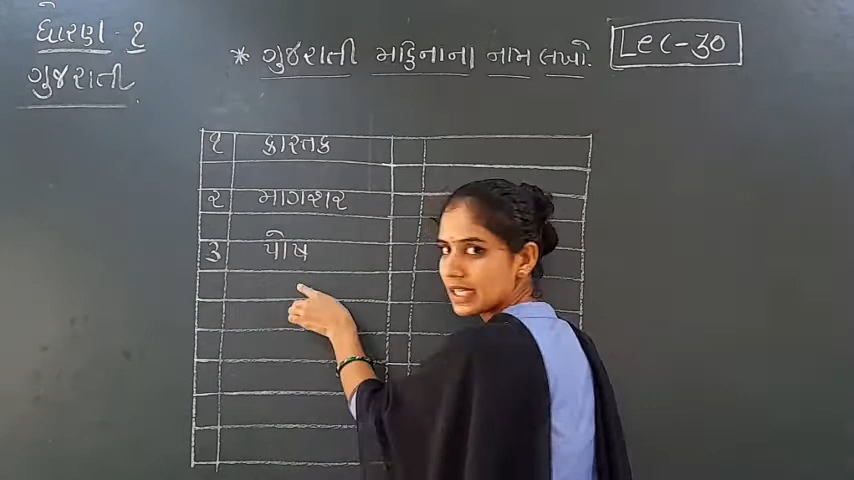 ધોરણ - ૧
ગુજરાતી
* ગુજરાતી મહિનાના નામ લખો.
Lec-30
૧ કારતક
૨ માગશર
૩ પોષ